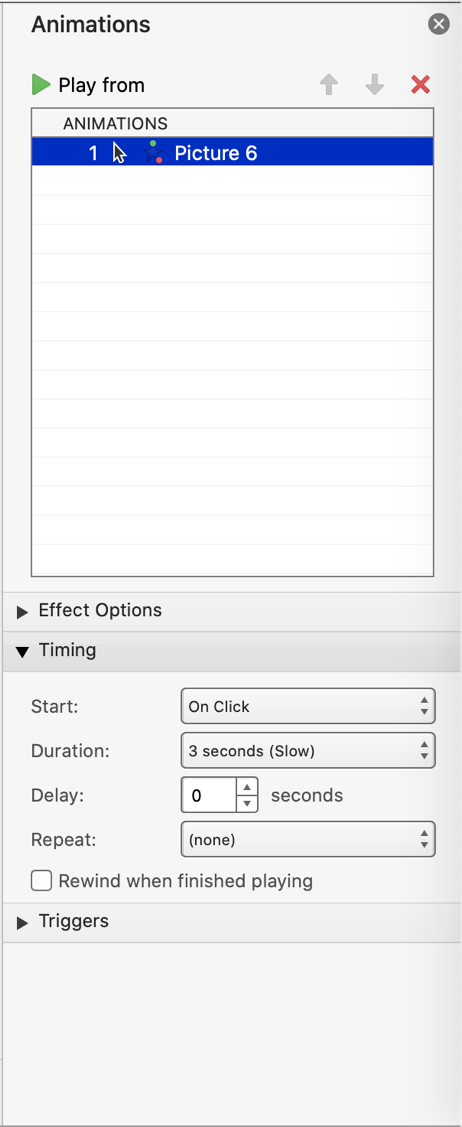 Animations
Play from
ANIMATIONS
1 Picture 6
Effect Options
Timing
Start: On Click
Duration: 3 seconds (Slow)
Delay: 0 seconds
Repeat: (none)
Rewind when finished playing
Triggers